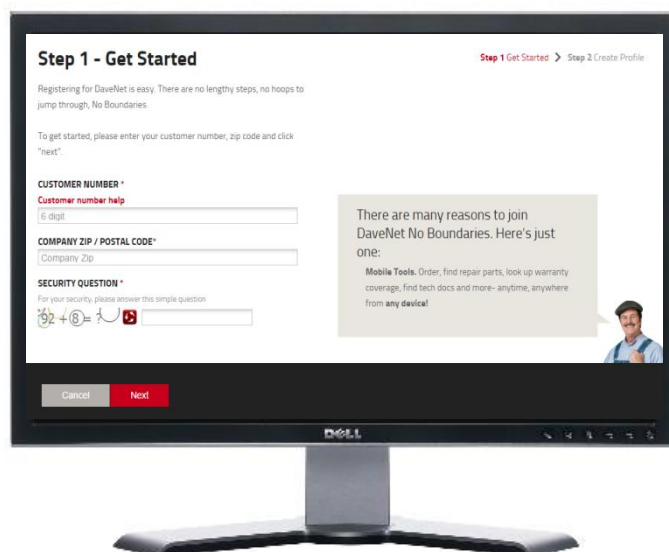 Step 1 - Get Started
Step 1 Get Started > Step 2 Create Profile
Registering for DaveNet is easy. There are no lengthy steps, no hoops to
jump through, No Boundaries.
To get started, please enter your customer number, zip code and click
"next".
CUSTOMER NUMBER *
Customer number help
6 digit
COMPANY ZIP / POSTAL CODE*
Company Zip
SECURITY QUESTION *
For your security, please answer this simple question
92 + 8 = ?
There are many reasons to join
DaveNet No Boundaries. Here's just
one:
Mobile Tools. Order, find repair parts, look up warranty
coverage, find tech docs and more- anytime, anywhere
from any device!
Cancel
Next
DELL